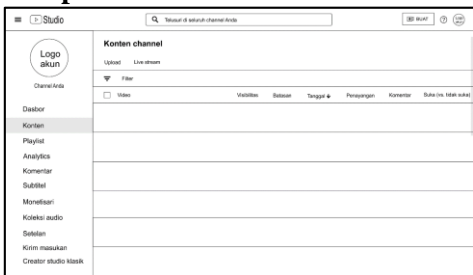 Studio
Telusuri di seluruh channel Anda
BUAT
Logo
akun
Channel Anda
Dasbor
Konten
Playlist
Analytics
Komentar
Subtitel
Monetisari
Koleksi audio
Setelan
Kirim masukan
Creator studio klasik
Konten channel
Upload Live stream
Filter
Video Visibilitas Batasan Tanggal Penayangan Komentar Suka (vs. tidak suka)